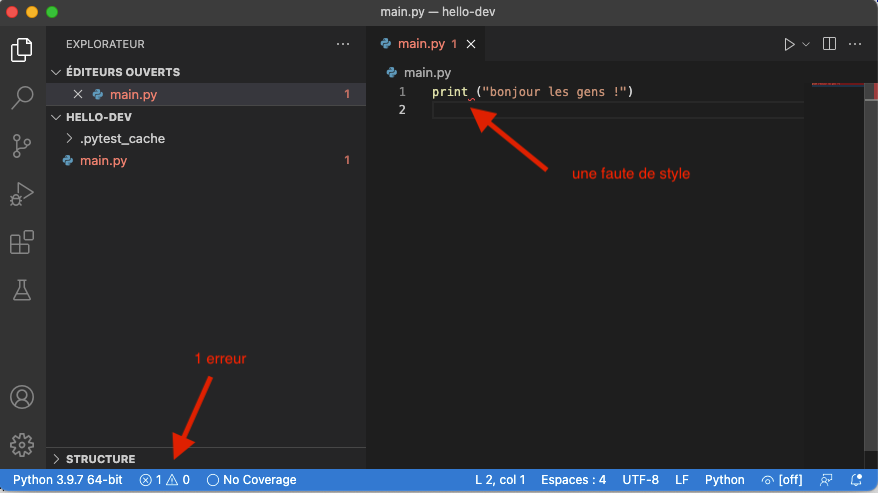 main.py — hello-dev
EXPLORATEUR
ÉDITEURS OUVERTS
main.py 1
HELLO-DEV
.pytest_cache
main.py 1
STRUCTURE
main.py 1
main.py
1 print ("bonjour les gens !")
2
une faute de style
1 erreur
Python 3.9.7 64-bit 1 0 No Coverage L 2, col 1 Espaces : 4 UTF-8 LF Python [off]